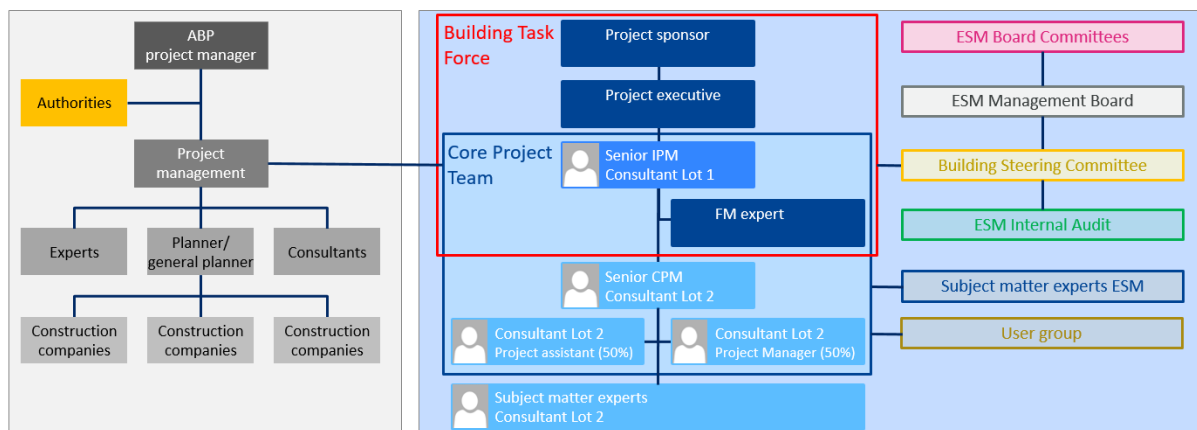 ABP
project manager
Authorities
Project
management
Experts
Planner/
general planner
Consultants
Construction
companies
Construction
companies
Construction
companies
Building Task
Force
Project sponsor
Project executive
Core Project
Team
Senior IPM
Consultant Lot 1
FM expert
Senior CPM
Consultant Lot 2
Consultant Lot 2
Project assistant (50%)
Consultant Lot 2
Project Manager (50%)
Subject matter experts
Consultant Lot 2
ESM Board Committees
ESM Management Board
Building Steering Committee
ESM Internal Audit
Subject matter experts ESM
User group